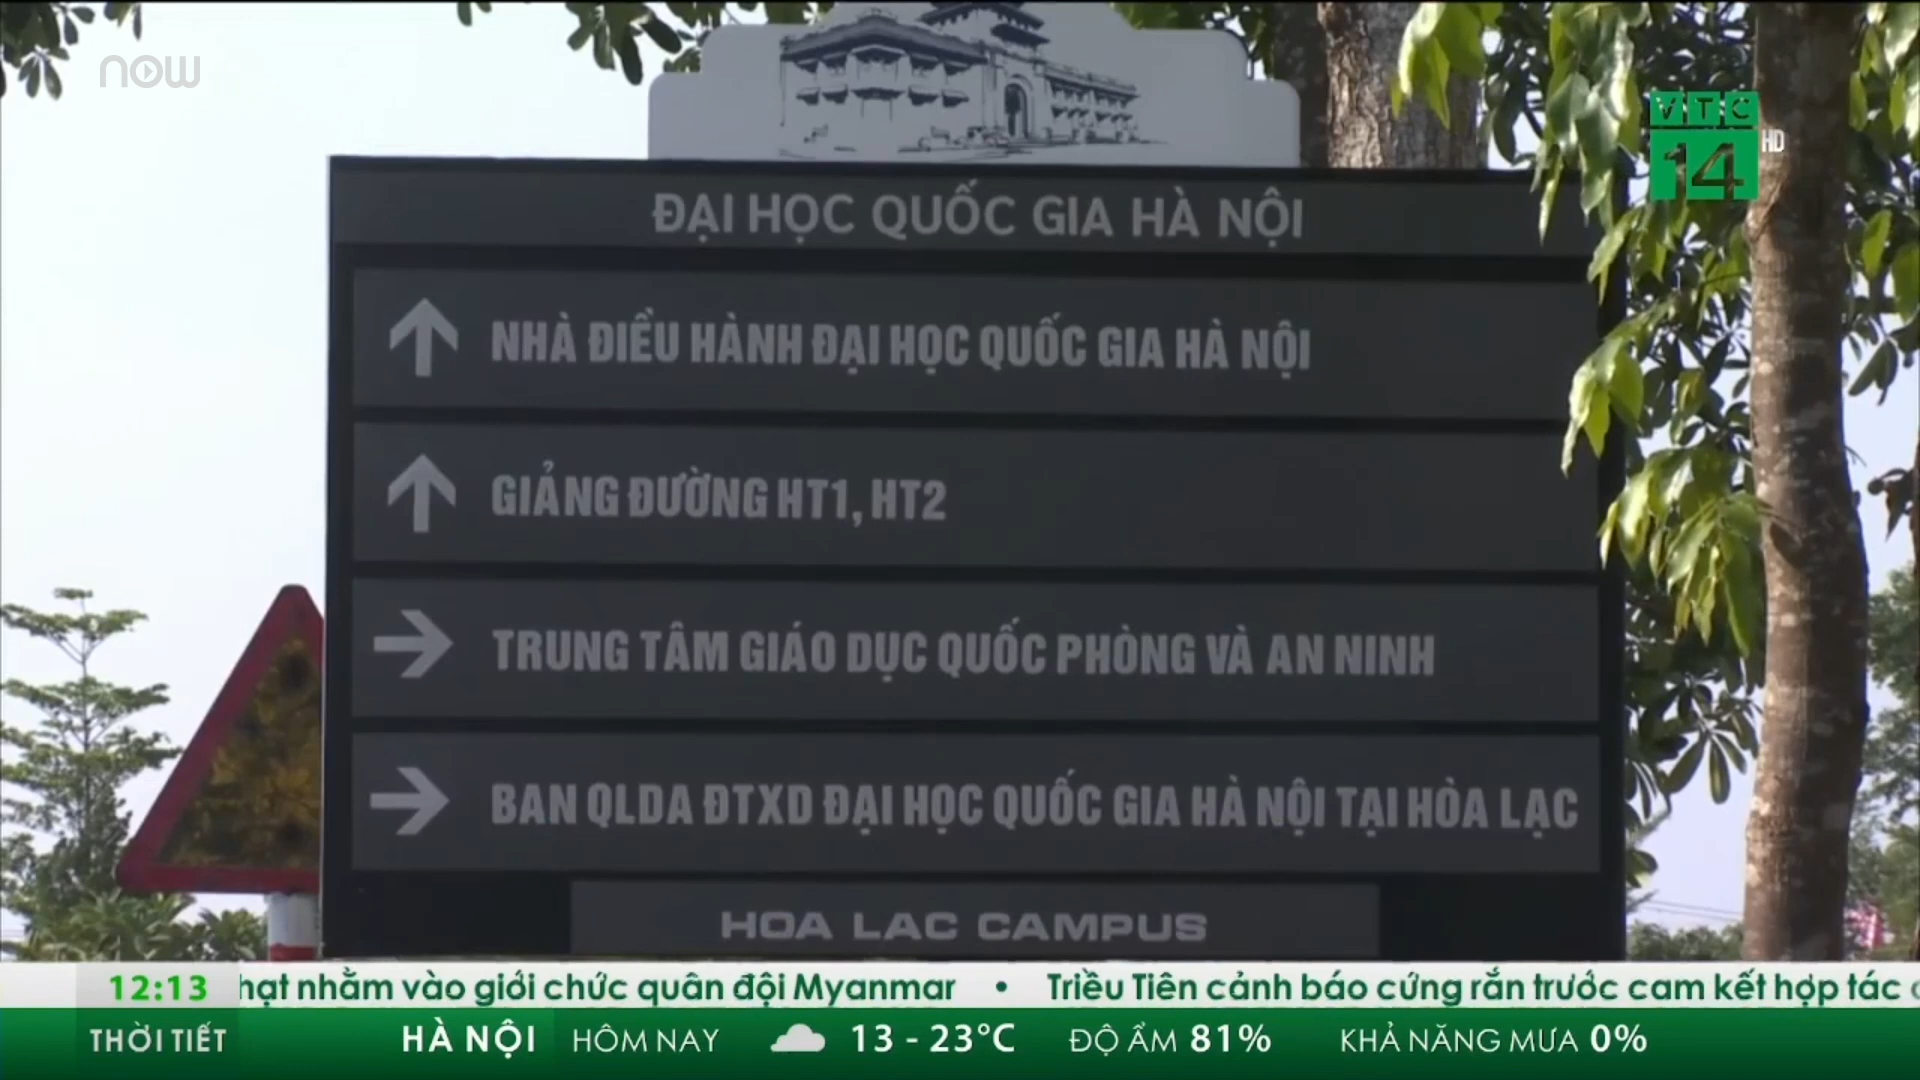 now
VTC
14 HD
ĐẠI HỌC QUỐC GIA HÀ NỘI
NHÀ ĐIỀU HÀNH ĐẠI HỌC QUỐC GIA HÀ NỘI
GIẢNG ĐƯỜNG HT1, HT2
TRUNG TÂM GIÁO DỤC QUỐC PHÒNG VÀ AN NINH
BAN QLDA ĐTXD ĐẠI HỌC QUỐC GIA HÀ NỘI TẠI HÒA LẠC
HOA LAC CAMPUS
12:13 hạt nhằm vào giới chức quân đội Myanmar • Triều Tiên cảnh báo cứng rắn trước cam kết hợp tác
THỜI TIẾT HÀ NỘI HÔM NAY 13 - 23°C ĐỘ ẨM 81% KHẢ NĂNG MƯA 0%